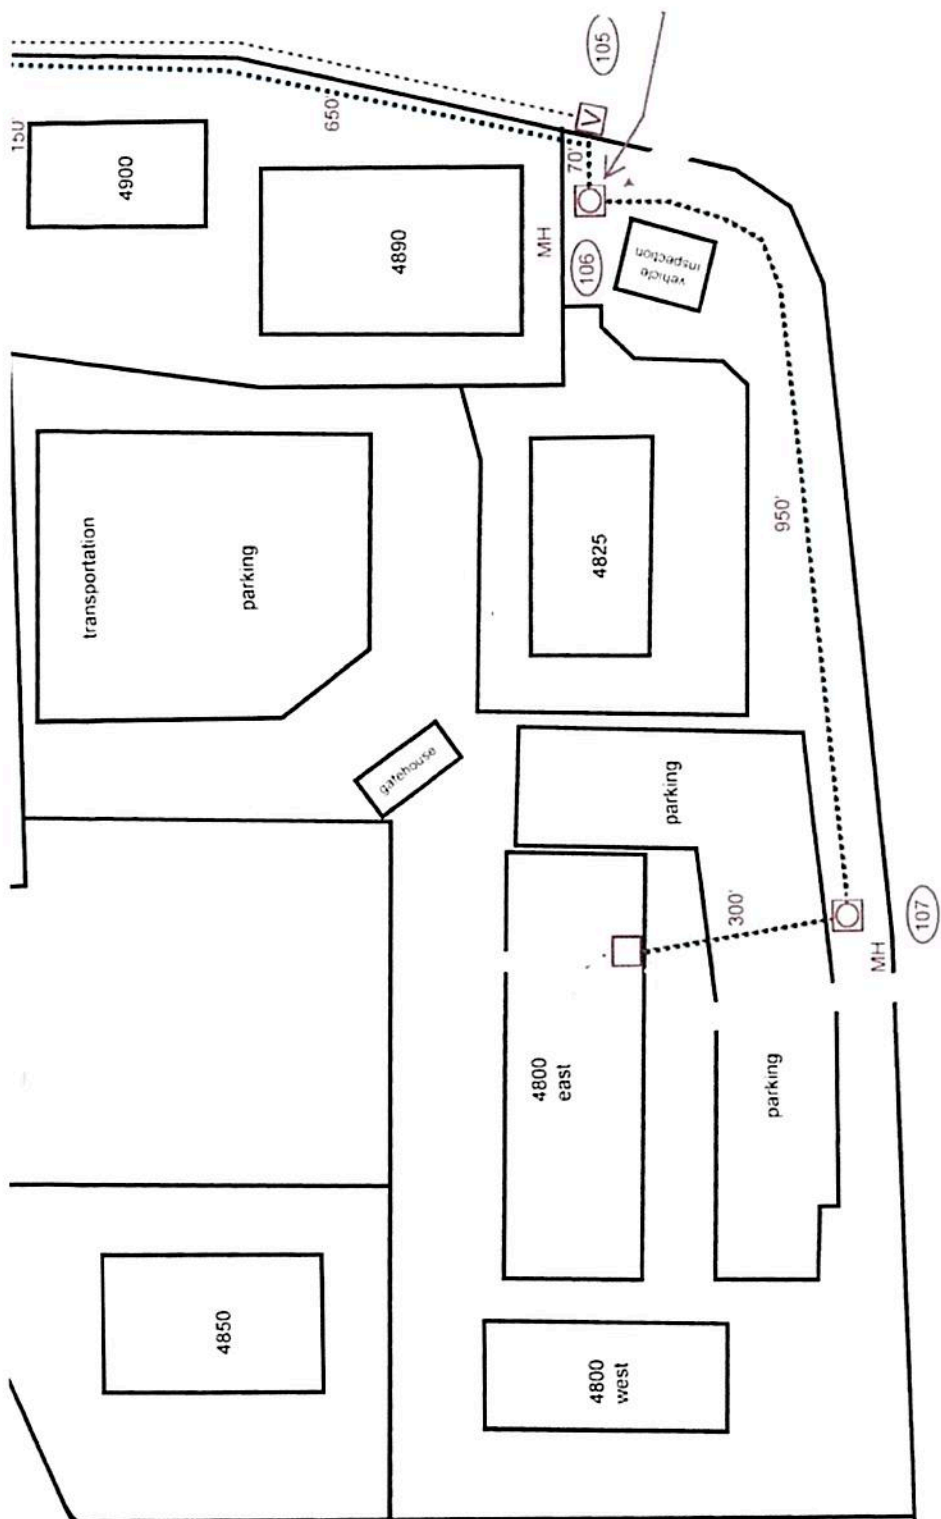 105
150'
650'
4900
V
70'
4890
MH
106
vehicle
inspection
transportation
parking
4825
950'
gatehouse
parking
300'
107
MH
4800
east
parking
4850
4800
west